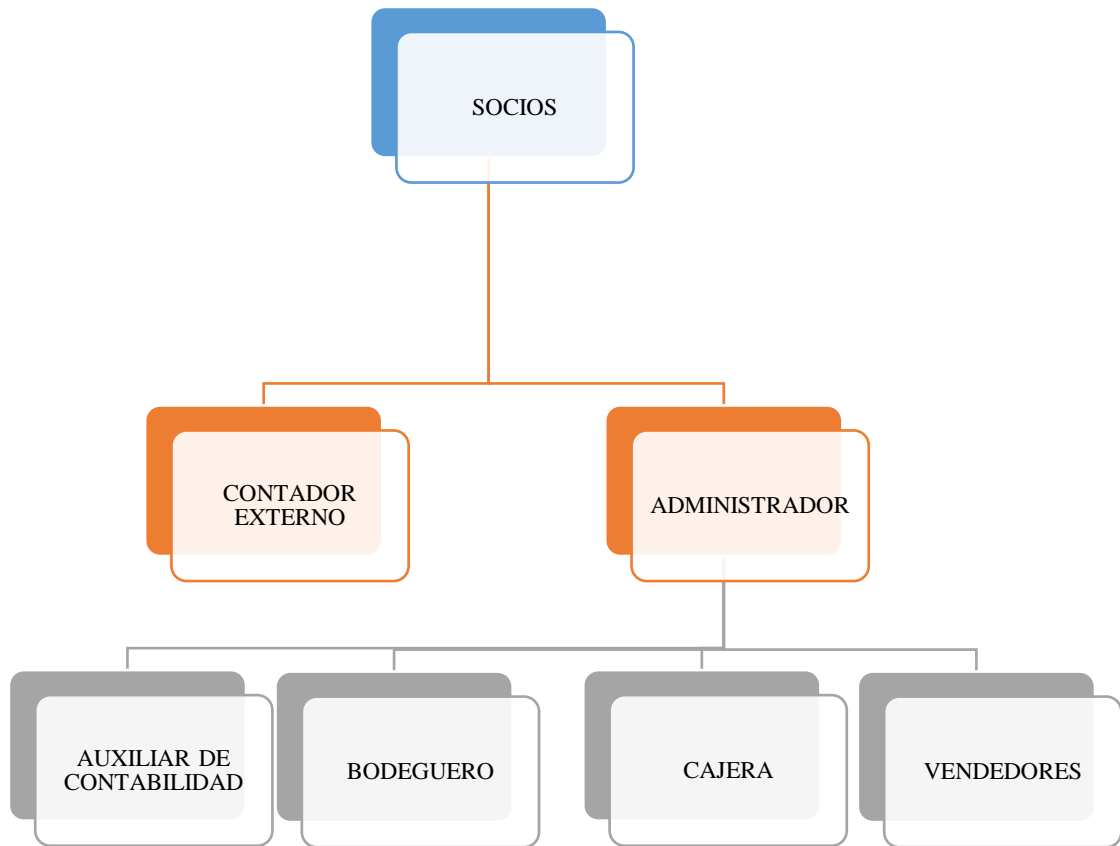 SOCIOS
CONTADOR
EXTERNO
ADMINISTRADOR
AUXILIAR DE
CONTABILIDAD
BODEGUERO
CAJERA
VENDEDORES